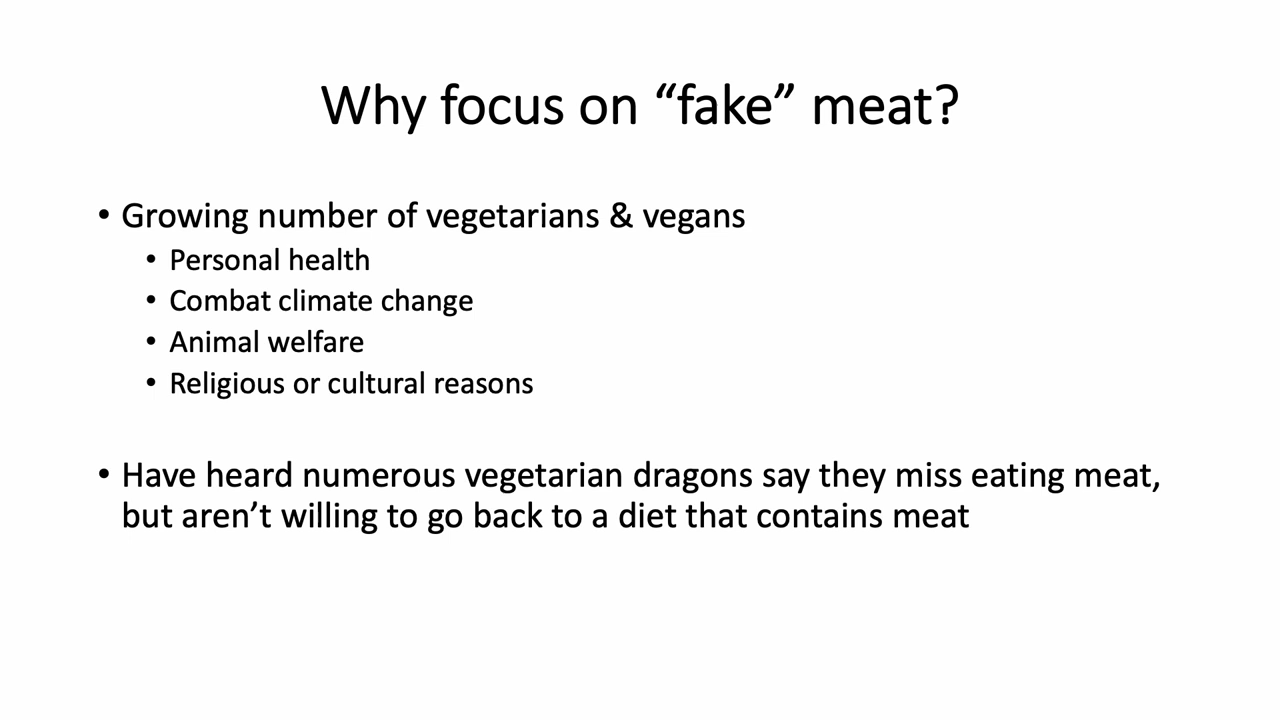 Why focus on “fake” meat?
• Growing number of vegetarians & vegans
• Personal health
• Combat climate change
• Animal welfare
• Religious or cultural reasons
• Have heard numerous vegetarian dragons say they miss eating meat,
but aren’t willing to go back to a diet that contains meat